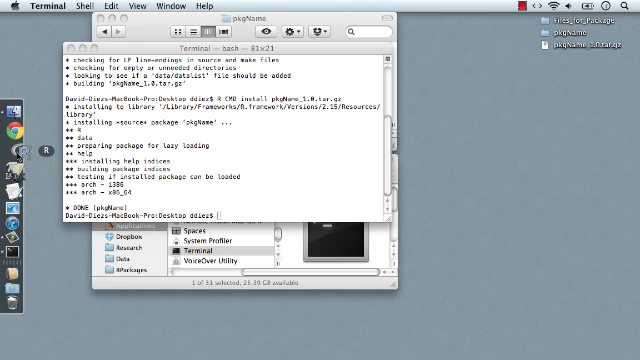 Terminal Shell Edit View Window Help
pkgName
Terminal — bash — 81×21
* checking for LF line-endings in source and make files
* checking for empty or unneeded directories
* looking to see if a 'data/datalist' file should be added
* building 'pkgName_1.0.tar.gz'
David-Diezs-MacBook-Pro:Desktop ddiez$ R CMD install pkgName_1.0.tar.gz
* installing to library '/Library/Frameworks/R.framework/Versions/2.15/Resources/
library'
* installing *source* package 'pkgName' ...
** R
** data
** preparing package for lazy loading
** help
*** installing help indices
** building package indices
** testing if installed package can be loaded
*** arch - i386
*** arch - x86_64
* DONE (pkgName)
David-Diezs-MacBook-Pro:Desktop ddiez$
R
Applications
Dropbox
Research
Data
RPackages
Spaces
System Profiler
Terminal
VoiceOver Utility
1 of 31 selected, 25.39 GB available
Files_for_Package
pkgName
pkgName_1.0.tar.gz